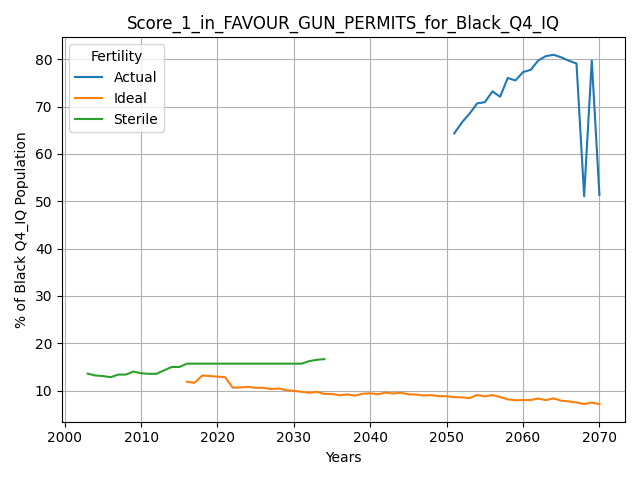 Score_1_in_FAVOUR_GUN_PERMITS_for_Black_Q4_IQ
Fertility
Actual
Ideal
Sterile
% of Black Q4_IQ Population
80
70
60
50
40
30
20
10
2000 2010 2020 2030 2040 2050 2060 2070
Years